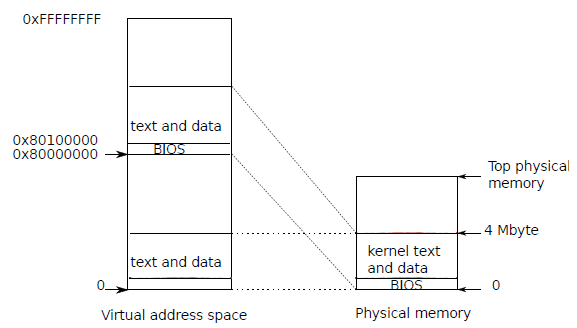 0xFFFFFFFF
text and data
0x80100000
BIOS
0x80000000
Top physical
memory
4 Mbyte
kernel text
and data
text and data
0
BIOS
0
Virtual address space
Physical memory